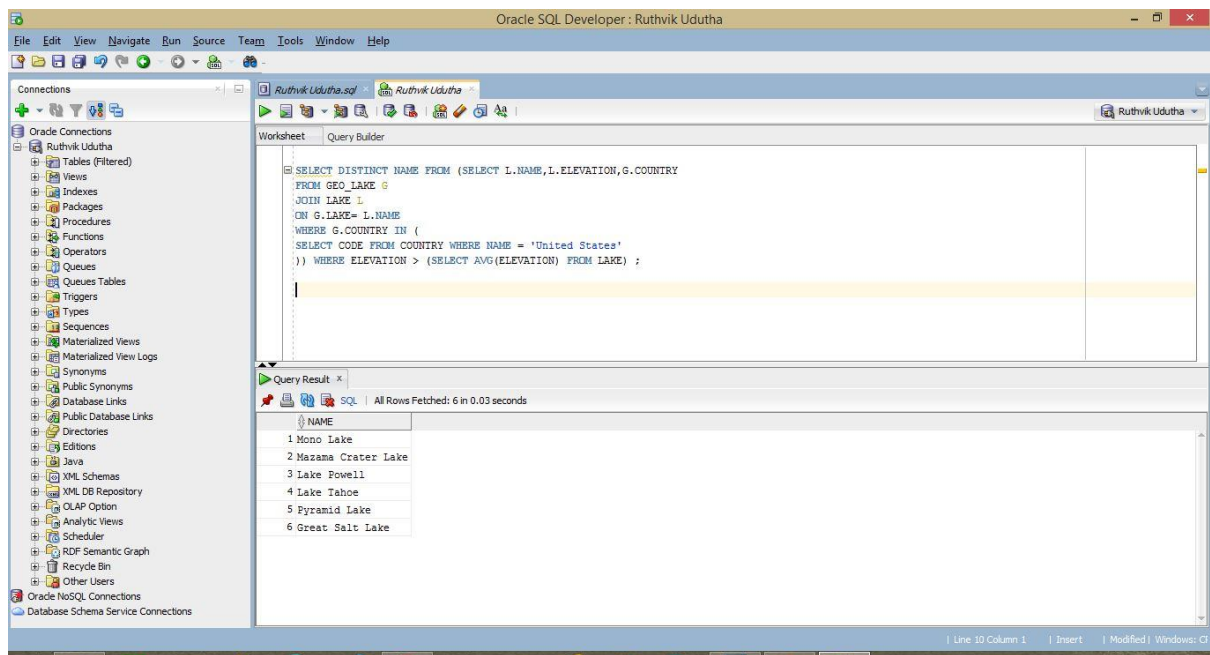 Oracle SQL Developer : Ruthvik Udutha
File Edit View Navigate Run Source Team Tools Window Help
Connections
Oracle Connections
Ruthvik Udutha
Tables (Filtered)
Views
Indexes
Packages
Procedures
Functions
Operators
Queues
Queues Tables
Triggers
Types
Sequences
Materialized Views
Materialized View Logs
Synonyms
Public Synonyms
Database Links
Public Database Links
Directories
Editions
Java
XML Schemas
XML DB Repository
OLAP Option
Analytic Views
Scheduler
RDF Semantic Graph
Recycle Bin
Other Users
Oracle NoSQL Connections
Database Schema Service Connections
Ruthvik Udutha.sql
Ruthvik Udutha
Ruthvik Udutha
Worksheet Query Builder
SELECT DISTINCT NAME FROM (SELECT L.NAME,L.ELEVATION,G.COUNTRY
FROM GEO_LAKE G
JOIN LAKE L
ON G.LAKE= L.NAME
WHERE G.COUNTRY IN (
SELECT CODE FROM COUNTRY WHERE NAME = 'United States'
)) WHERE ELEVATION > (SELECT AVG(ELEVATION) FROM LAKE) ;
Query Result
SQL | All Rows Fetched: 6 in 0.03 seconds
NAME
1 Mono Lake
2 Mazama Crater Lake
3 Lake Powell
4 Lake Tahoe
5 Pyramid Lake
6 Great Salt Lake
| Line 10 Column 1 | Insert | Modified | Windows: